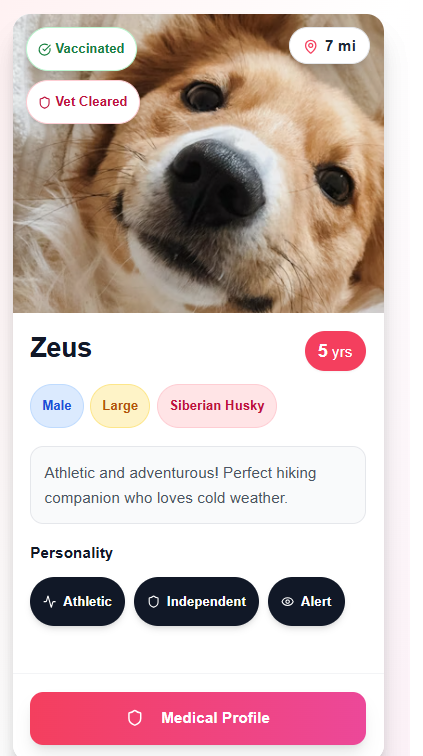 Vaccinated
7 mi
Vet Cleared
Zeus
5 yrs
Male
Large
Siberian Husky
Athletic and adventurous! Perfect hiking
companion who loves cold weather.
Personality
Athletic
Independent
Alert
Medical Profile